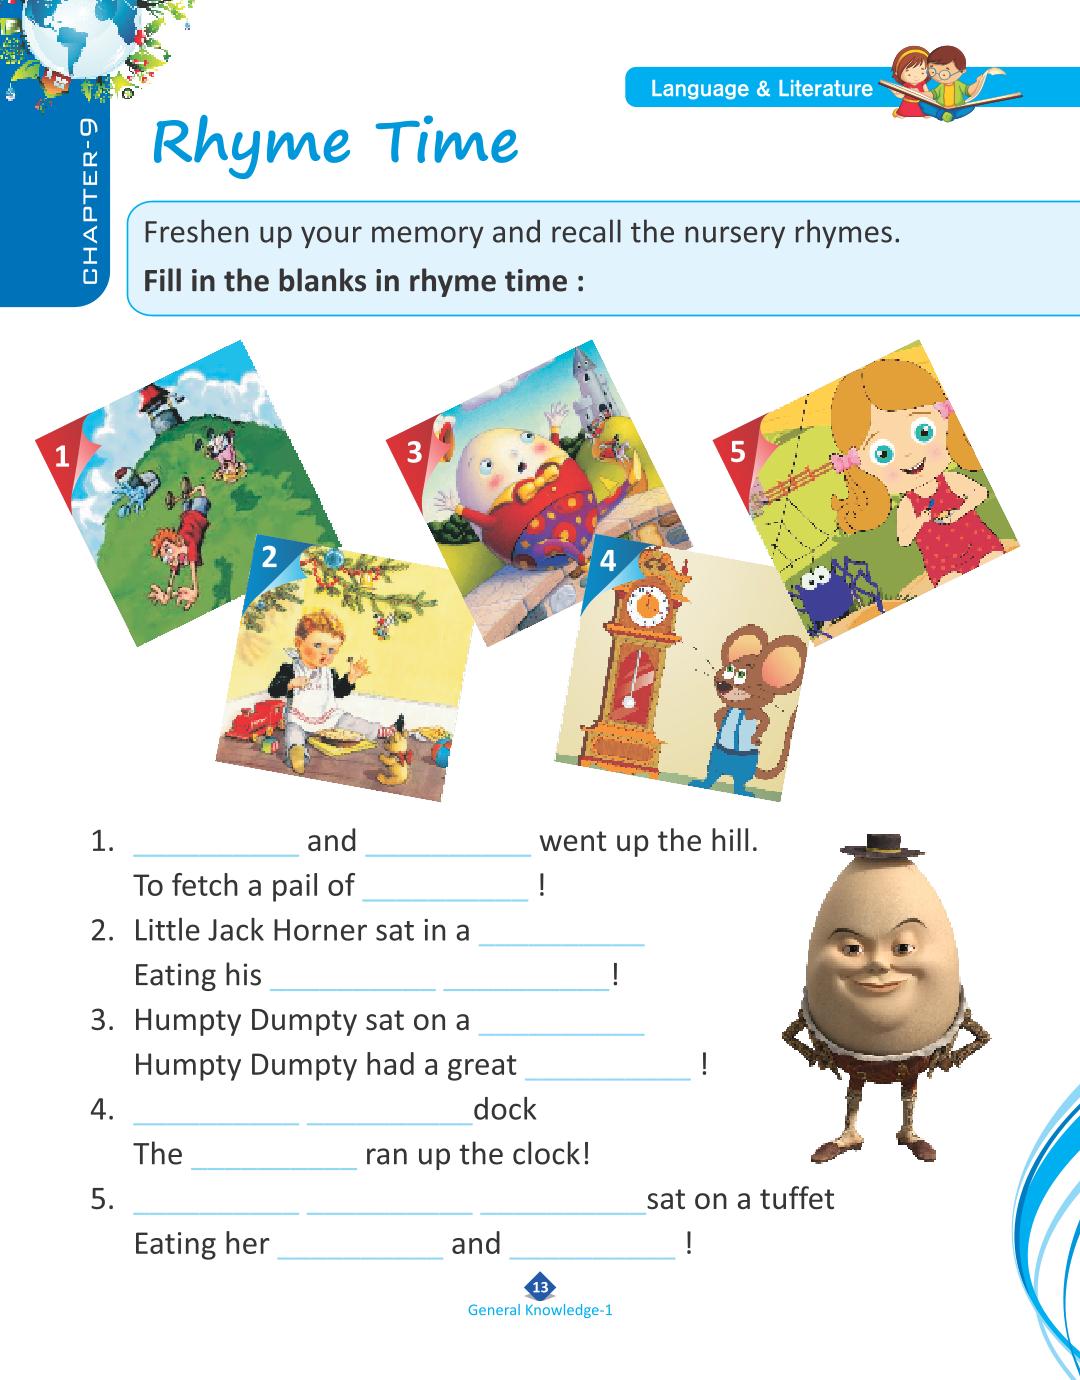 Language & Literature
CHAPTER-9
Rhyme Time
Freshen up your memory and recall the nursery rhymes.
Fill in the blanks in rhyme time :
1
3
5
2
4
1. __________ and __________ went up the hill.
To fetch a pail of __________ !
2. Little Jack Horner sat in a __________
Eating his __________ __________!
3. Humpty Dumpty sat on a __________
Humpty Dumpty had a great __________ !
4. __________ __________dock
The __________ ran up the clock!
5. __________ __________ __________sat on a tuffet
Eating her __________ and __________ !
13
General Knowledge-1